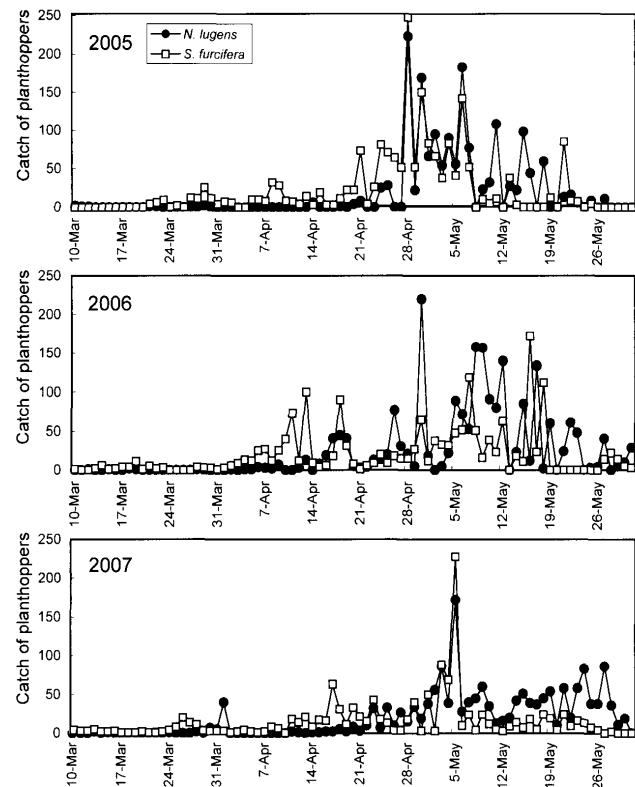 2005
N. lugens
S. furcifera
Catch of planthoppers
250
200
150
100
50
0
10-Mar
17-Mar
24-Mar
31-Mar
7-Apr
14-Apr
21-Apr
28-Apr
5-May
12-May
19-May
26-May
2006
Catch of planthoppers
250
200
150
100
50
0
10-Mar
17-Mar
24-Mar
31-Mar
7-Apr
14-Apr
21-Apr
28-Apr
5-May
12-May
19-May
26-May
2007
Catch of planthoppers
250
200
150
100
50
0
10-Mar
17-Mar
24-Mar
31-Mar
7-Apr
14-Apr
21-Apr
28-Apr
5-May
12-May
19-May
26-May